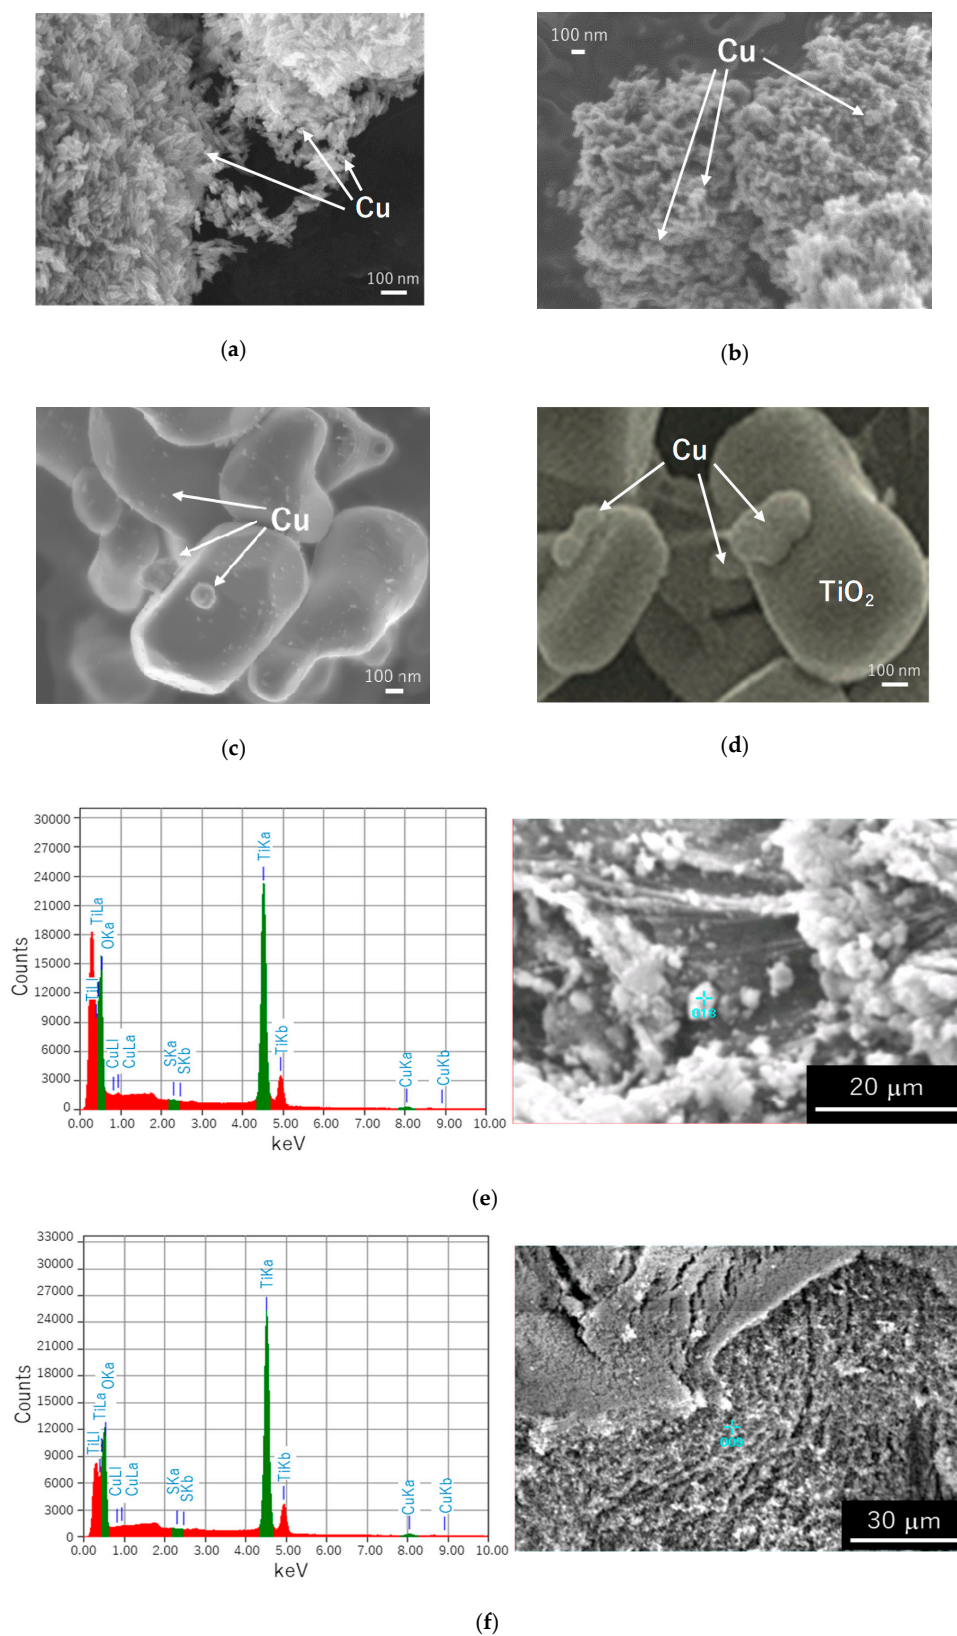 Cu
100 nm
(a)
100 nm
Cu
(b)
Cu
100 nm
(c)
Cu
TiO₂
100 nm
(d)
30000
27000
24000
21000
18000
15000
12000
9000
6000
3000
0
Counts
TiLl
TiLa
OKa
CuLl
CuLa
SKa
SKb
TiKa
TiKb
CuKa
CuKb
0.00 1.00 2.00 3.00 4.00 5.00 6.00 7.00 8.00 9.00 10.00
keV
018
20 μm
(e)
33000
30000
27000
24000
21000
18000
15000
12000
9000
6000
3000
0
Counts
TiLl
TiLa
OKa
CuLl
CuLa
SKa
SKb
TiKa
TiKb
CuKa
CuKb
0.00 1.00 2.00 3.00 4.00 5.00 6.00 7.00 8.00 9.00 10.00
keV
009
30 μm
(f)